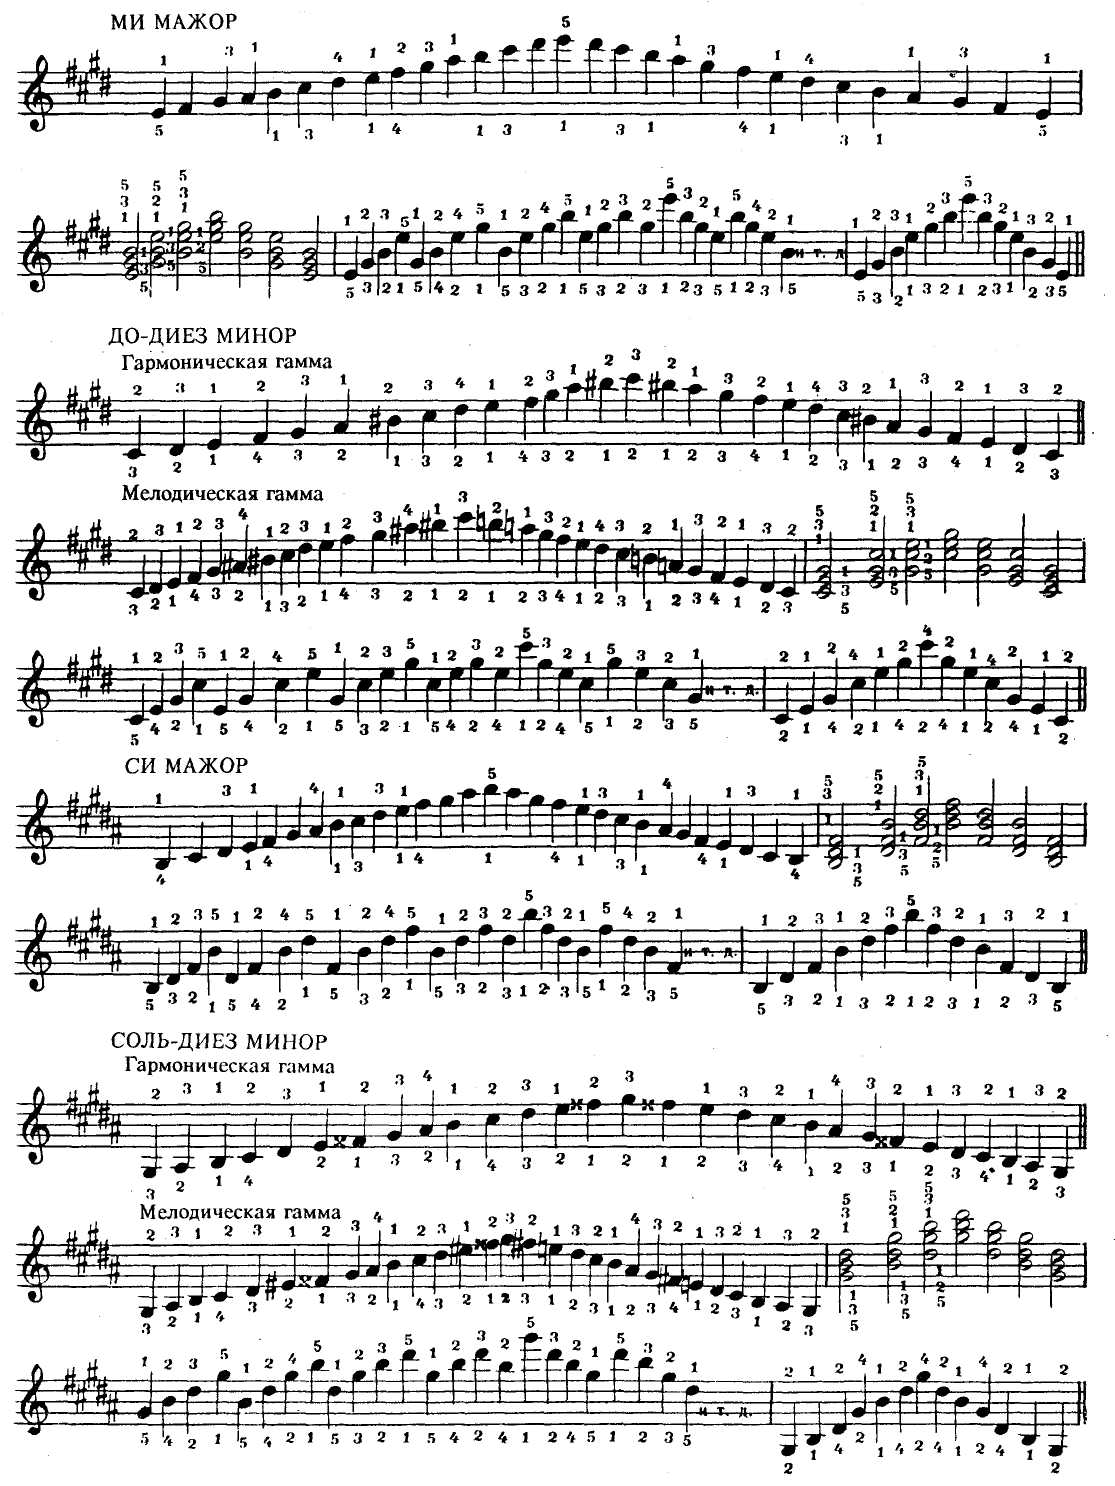 МИ МАЖОР
и т. д.
ДО-ДИЕЗ МИНОР
Гармоническая гамма
Мелодическая гамма
и т. д.
СИ МАЖОР
и т. д.
СОЛЬ-ДИЕЗ МИНОР
Гармоническая гамма
Мелодическая гамма
и т. д.